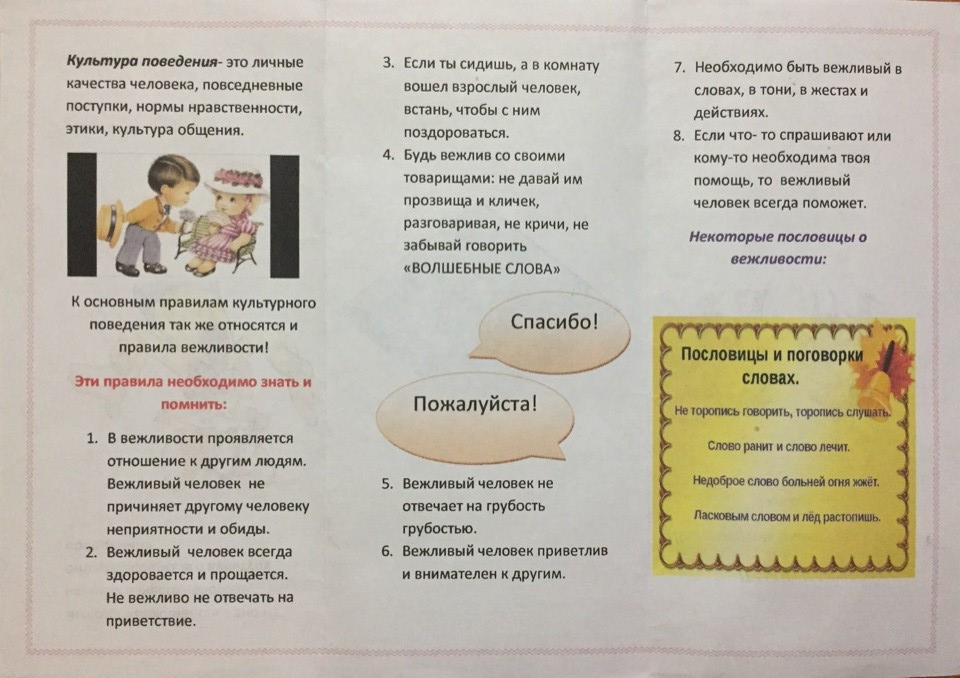 Культура поведения- это личные
качества человека, повседневные
поступки, нормы нравственности,
этики, культура общения.
К основным правилам культурного
поведения так же относятся и
правила вежливости!
Эти правила необходимо знать и
помнить:
1. В вежливости проявляется
отношение к другим людям.
Вежливый человек не
причиняет другому человеку
неприятности и обиды.
2. Вежливый человек всегда
здоровается и прощается.
Не вежливо не отвечать на
приветствие.
3. Если ты сидишь, а в комнату
вошел взрослый человек,
встань, чтобы с ним
поздороваться.
4. Будь вежлив со своими
товарищами: не давай им
прозвища и кличек,
разговаривая, не кричи, не
забывай говорить
«ВОЛШЕБНЫЕ СЛОВА»
Спасибо!
Пожалуйста!
5. Вежливый человек не
отвечает на грубость
грубостью.
6. Вежливый человек приветлив
и внимателен к другим.
7. Необходимо быть вежливый в
словах, в тони, в жестах и
действиях.
8. Если что- то спрашивают или
кому-то необходима твоя
помощь, то вежливый
человек всегда поможет.
Некоторые пословицы о
вежливости:
Пословицы и поговорки
словах.
Не торопись говорить, торопись слушать.
Слово ранит и слово лечит.
Недоброе слово больней огня жжёт.
Ласковым словом и лёд растопишь.